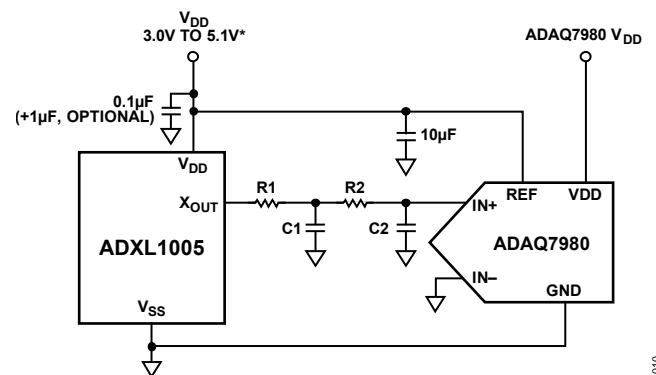 VDD
3.0V TO 5.1V*
ADAQ7980 VDD
0.1µF
(+1µF, OPTIONAL)
10µF
VDD
XOUT
R1
R2
C1
C2
ADXL1005
VSS
REF
VDD
IN+
ADAQ7980
IN–
GND
019